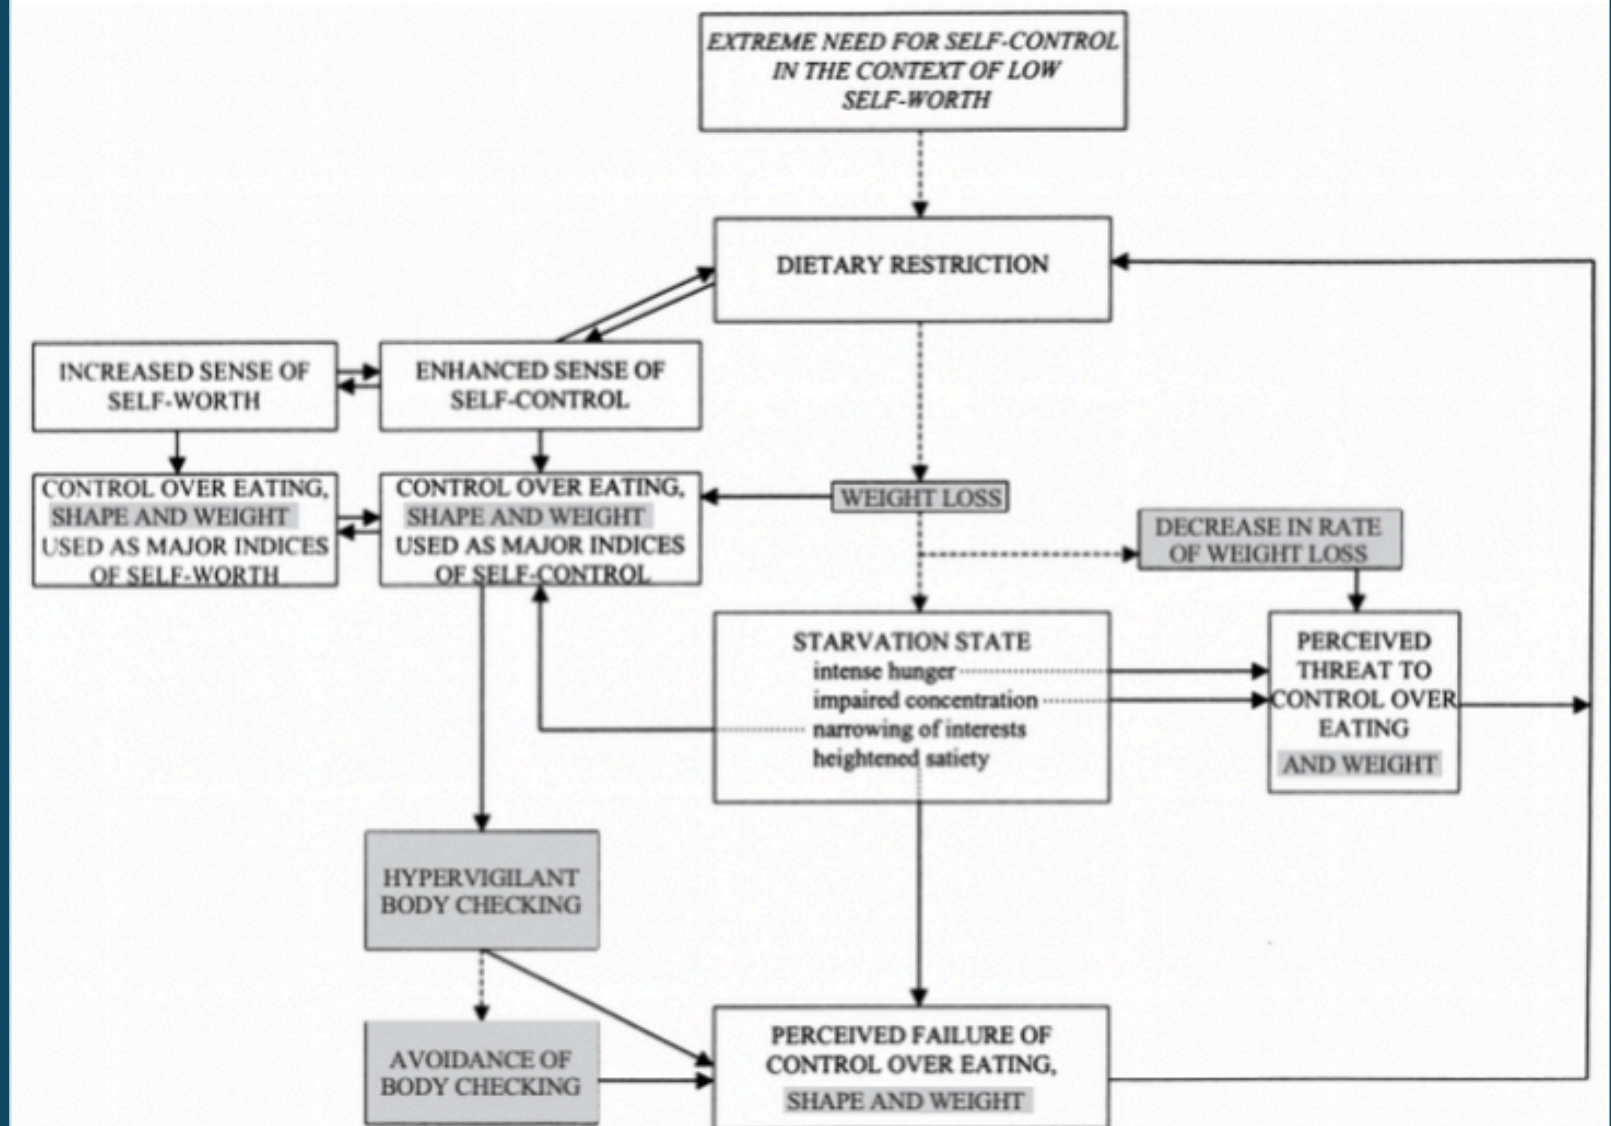 EXTREME NEED FOR SELF-CONTROL
IN THE CONTEXT OF LOW
SELF-WORTH
DIETARY RESTRICTION
INCREASED SENSE OF
SELF-WORTH
ENHANCED SENSE OF
SELF-CONTROL
CONTROL OVER EATING,
SHAPE AND WEIGHT
USED AS MAJOR INDICES
OF SELF-WORTH
CONTROL OVER EATING,
SHAPE AND WEIGHT
USED AS MAJOR INDICES
OF SELF-CONTROL
WEIGHT LOSS
DECREASE IN RATE
OF WEIGHT LOSS
STARVATION STATE
intense hunger
impaired concentration
narrowing of interests
heightened satiety
PERCEIVED
THREAT TO
CONTROL OVER
EATING
AND WEIGHT
HYPERVIGILANT
BODY CHECKING
AVOIDANCE OF
BODY CHECKING
PERCEIVED FAILURE OF
CONTROL OVER EATING,
SHAPE AND WEIGHT